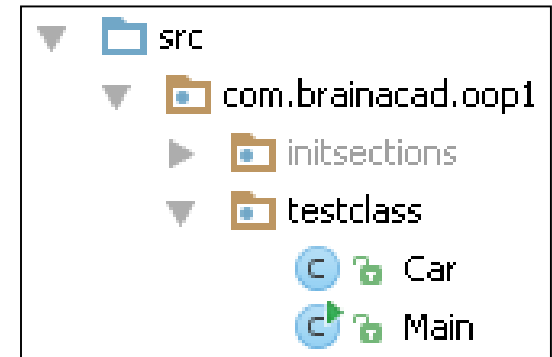 src
com.brainacad.oop1
initsections
testclass
C Car
C Main